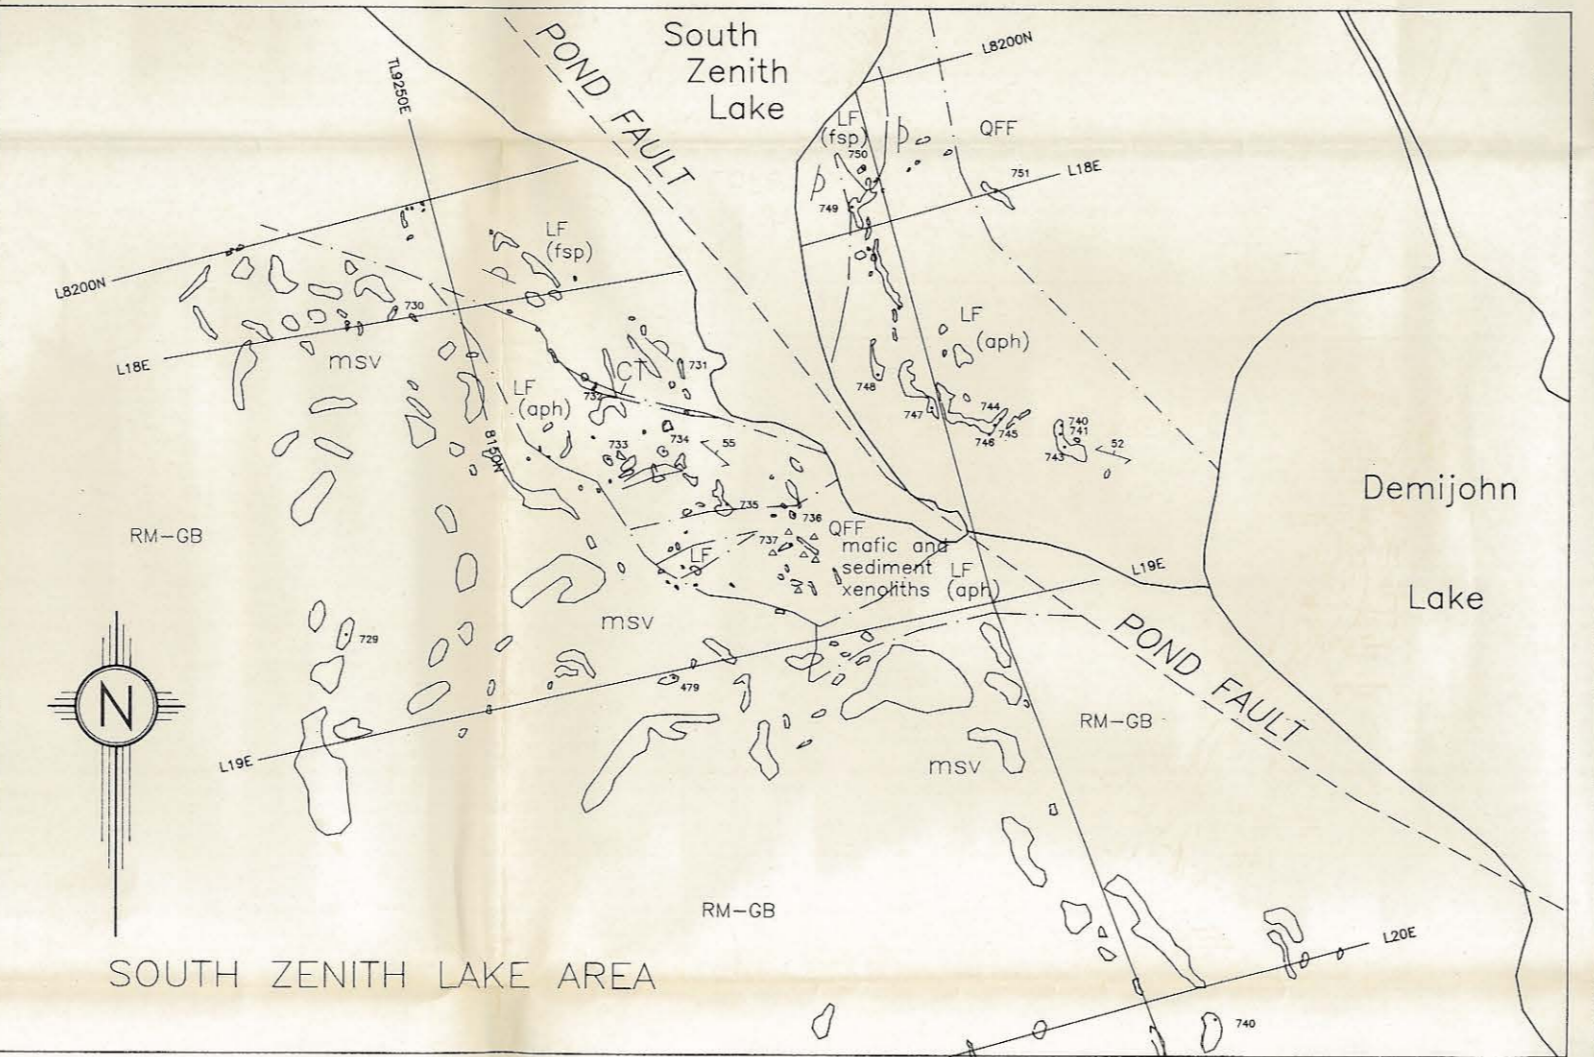 South
Zenith
Lake
POND FAULT
TL9250E
L8200N
LF
(fsp)
QFF
750
L18E
751
749
LF
(fsp)
L8200N
730
L18E
msv
LF
(aph)
CT
731
732
LF
(aph)
748
747
744
745
746
740
741
743
52
8150N
733
734
55
735
736
737
QFF
mafic and
sediment
xenoliths
LF
LF
(aph)
L19E
Demijohn
Lake
RM-GB
msv
729
479
POND FAULT
N
L19E
RM-GB
msv
RM-GB
L20E
SOUTH ZENITH LAKE AREA
740